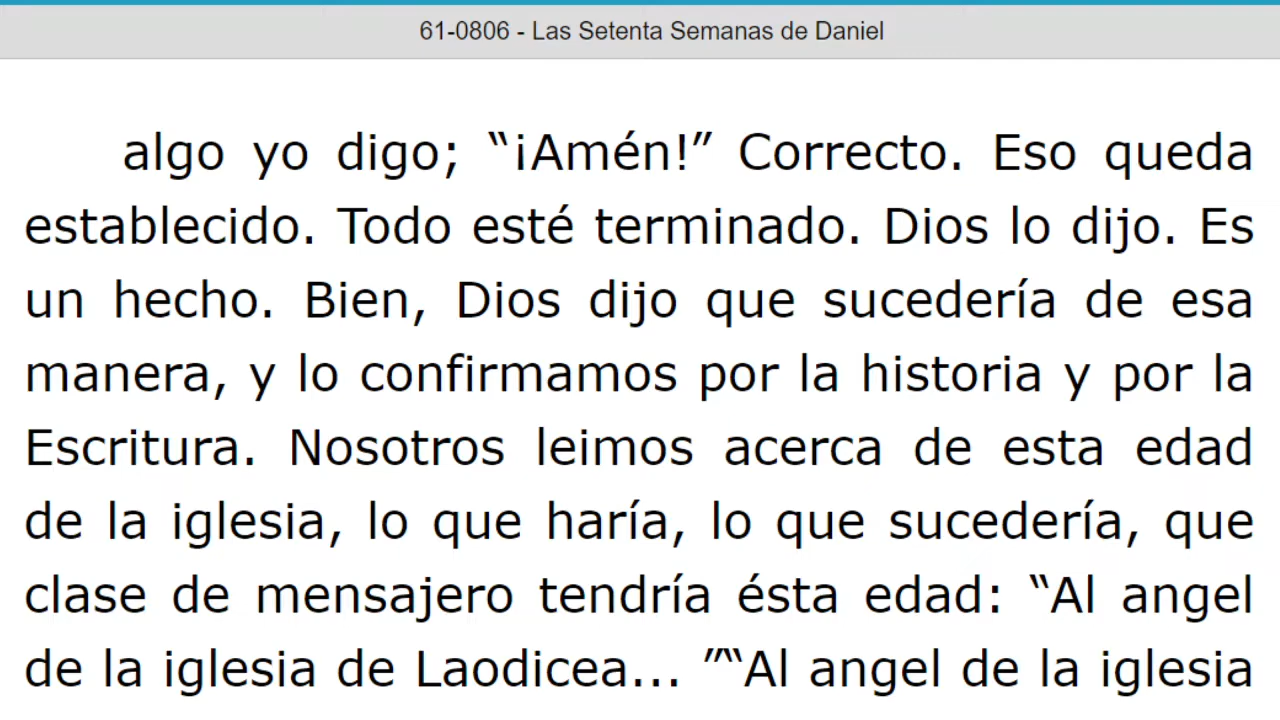 61-0806 - Las Setenta Semanas de Daniel
algo yo digo; “¡Amén!” Correcto. Eso queda
establecido. Todo esté terminado. Dios lo dijo. Es
un hecho. Bien, Dios dijo que sucedería de esa
manera, y lo confirmamos por la historia y por la
Escritura. Nosotros leimos acerca de esta edad
de la iglesia, lo que haría, lo que sucedería, que
clase de mensajero tendría ésta edad: “Al angel
de la iglesia de Laodicea... ”“Al angel de la iglesia